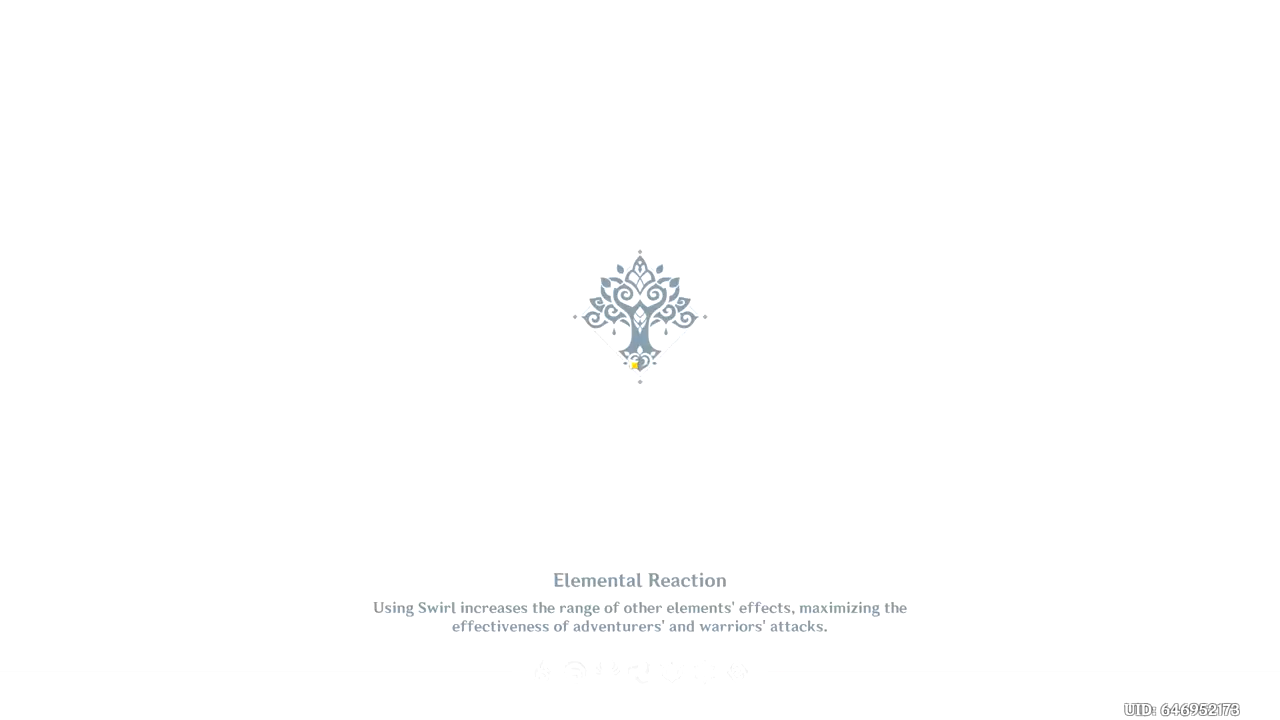 Elemental Reaction
Using Swirl increases the range of other elements' effects, maximizing the
effectiveness of adventurers' and warriors' attacks.
UID: 646952173